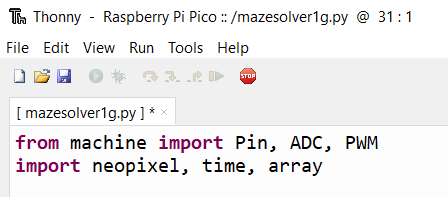 Thonny - Raspberry Pi Pico :: /mazesolver1g.py @ 31 : 1
File Edit View Run Tools Help
STOP
[ mazesolver1g.py ] * ×
from machine import Pin, ADC, PWM
import neopixel, time, array